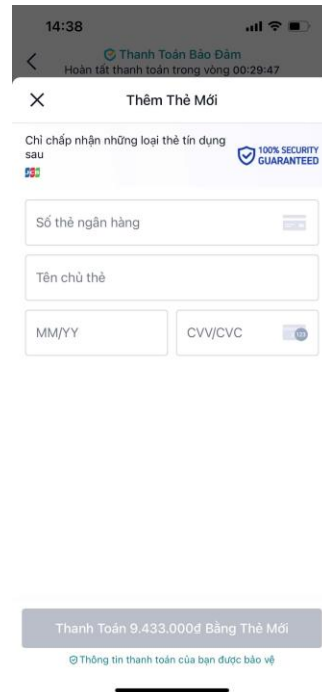 14:38
Thanh Toán Bảo Đảm
Hoàn tất thanh toán trong vòng 00:29:47
Thêm Thẻ Mới
Chỉ chấp nhận những loại thẻ tín dụng
sau
100% SECURITY
GUARANTEED
JCB
Số thẻ ngân hàng
Tên chủ thẻ
MM/YY
CVV/CVC
123
Thanh Toán 9.433.000₫ Bằng Thẻ Mới
Thông tin thanh toán của bạn được bảo vệ